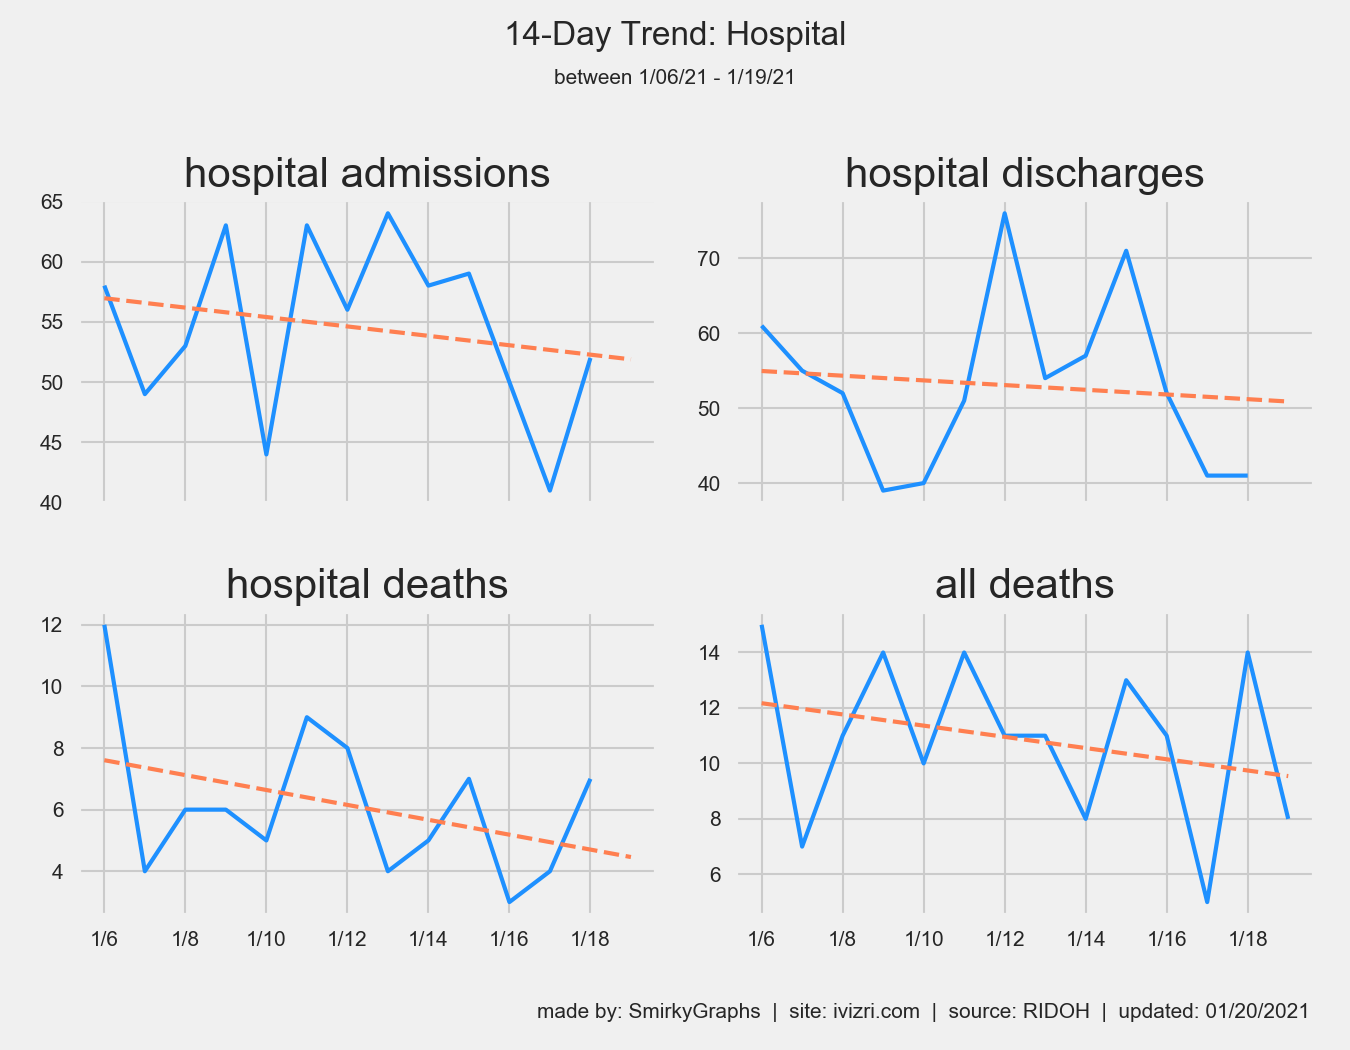 14-Day Trend: Hospital
between 1/06/21 - 1/19/21
hospital admissions
65
60
55
50
45
40
hospital discharges
70
60
50
40
hospital deaths
12
10
8
6
4
1/6 1/8 1/10 1/12 1/14 1/16 1/18
all deaths
14
12
10
8
6
1/6 1/8 1/10 1/12 1/14 1/16 1/18
made by: SmirkyGraphs | site: ivizri.com | source: RIDOH | updated: 01/20/2021